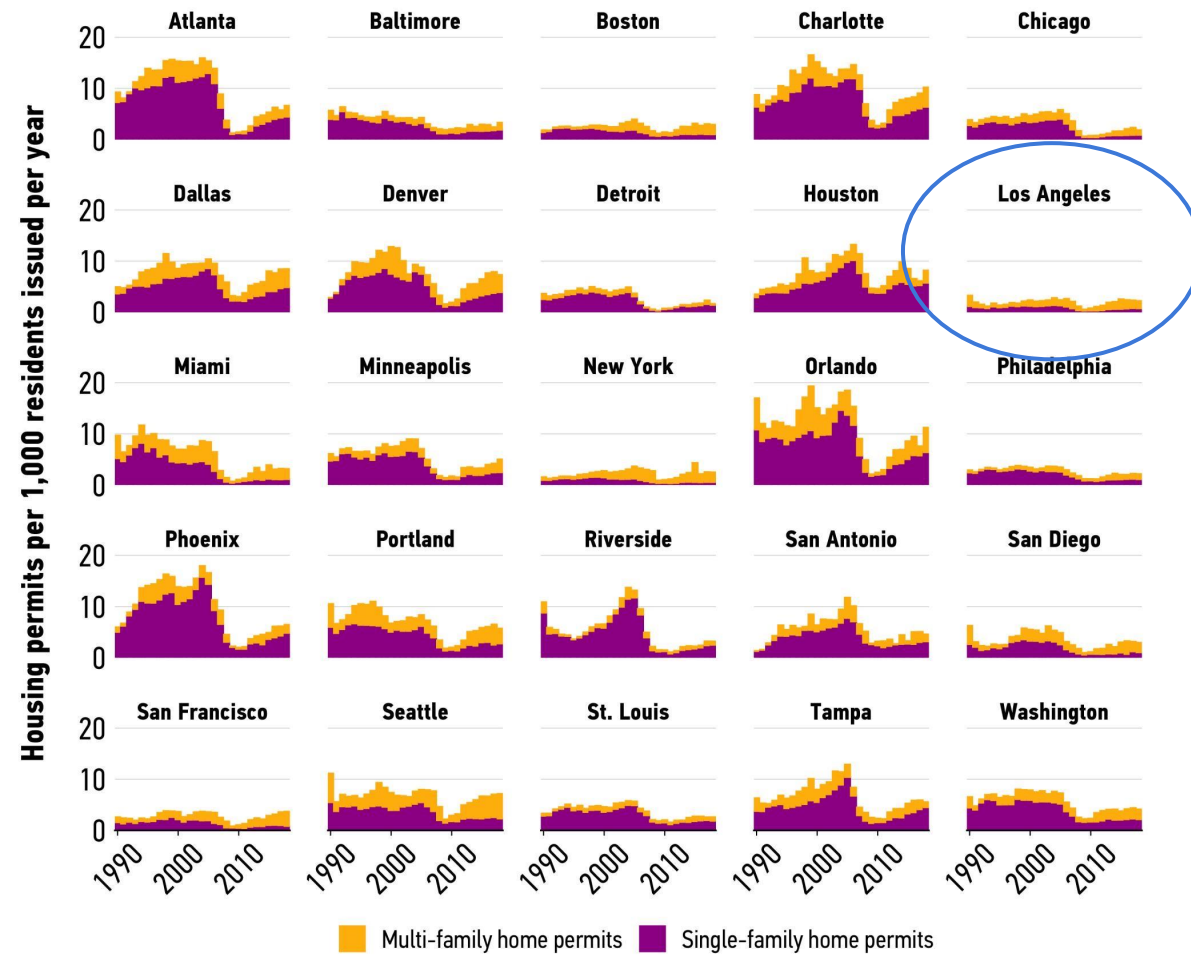 Housing permits per 1,000 residents issued per year
Atlanta Baltimore Boston Charlotte Chicago
20
10
0
Dallas Denver Detroit Houston Los Angeles
20
10
0
Miami Minneapolis New York Orlando Philadelphia
20
10
0
Phoenix Portland Riverside San Antonio San Diego
20
10
0
San Francisco Seattle St. Louis Tampa Washington
20
10
0
1990 2000 2010 1990 2000 2010 1990 2000 2010 1990 2000 2010 1990 2000 2010
Multi-family home permits Single-family home permits